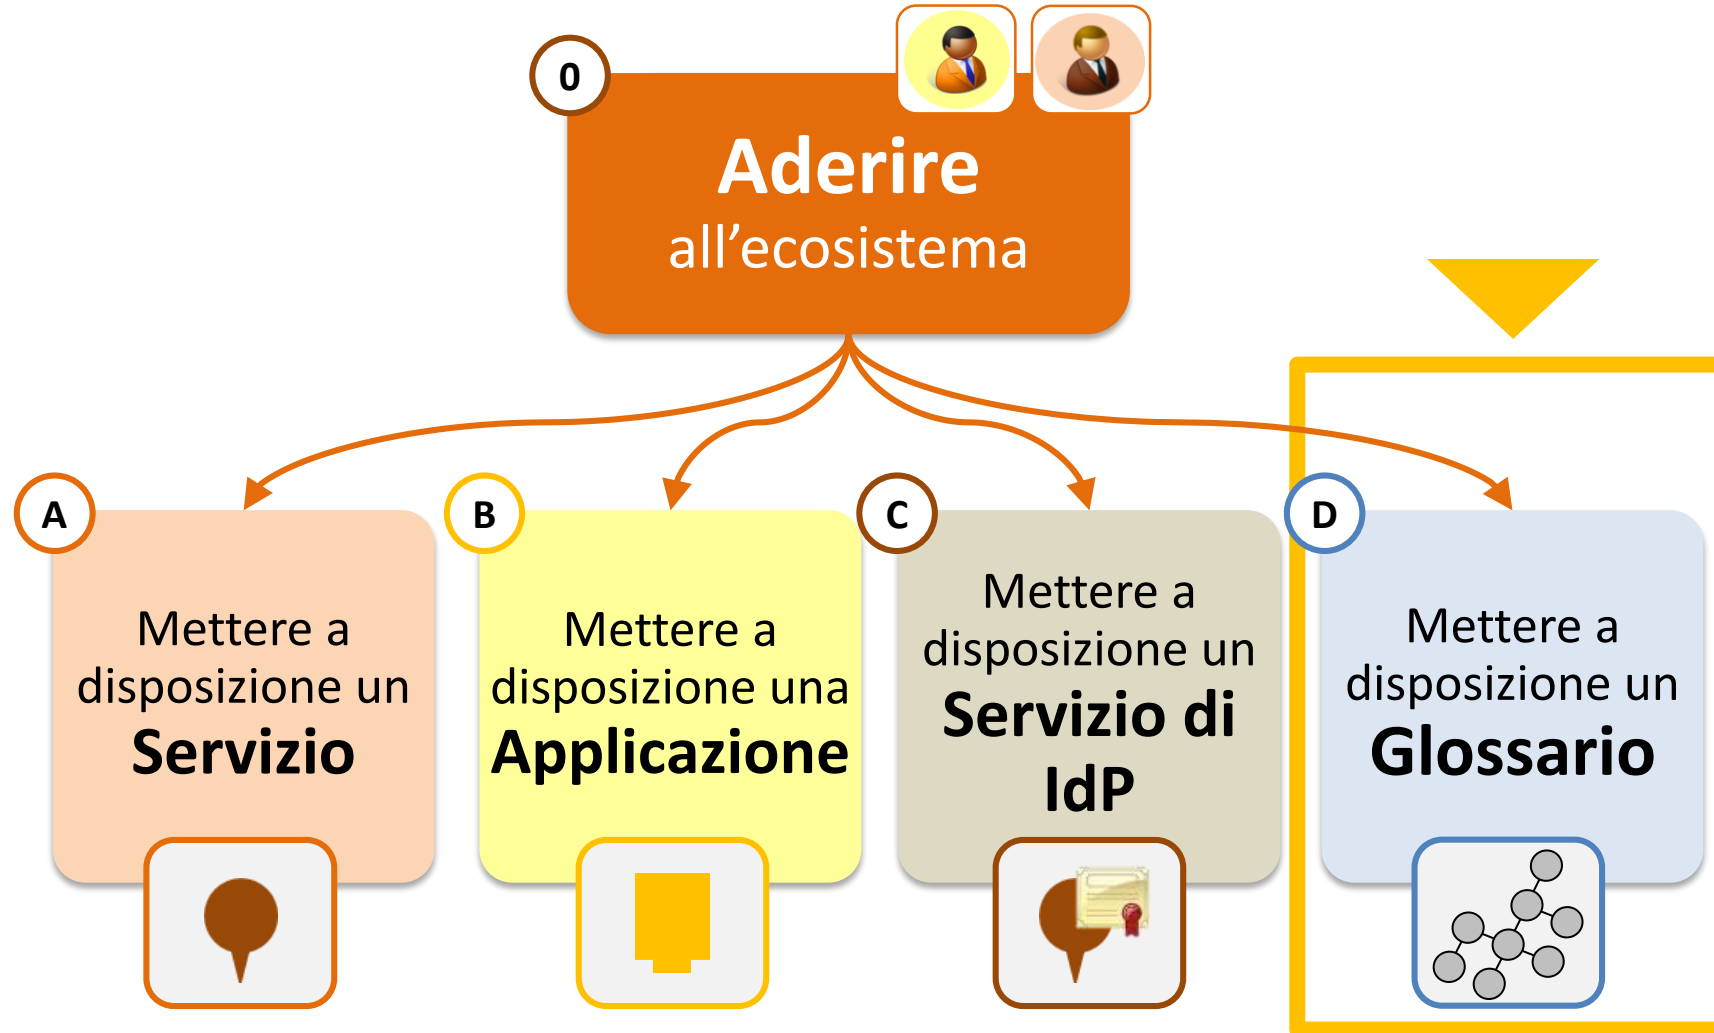 0
Aderire
all’ecosistema
A
Mettere a
disposizione un
Servizio
B
Mettere a
disposizione una
Applicazione
C
Mettere a
disposizione un
Servizio di
IdP
D
Mettere a
disposizione un
Glossario